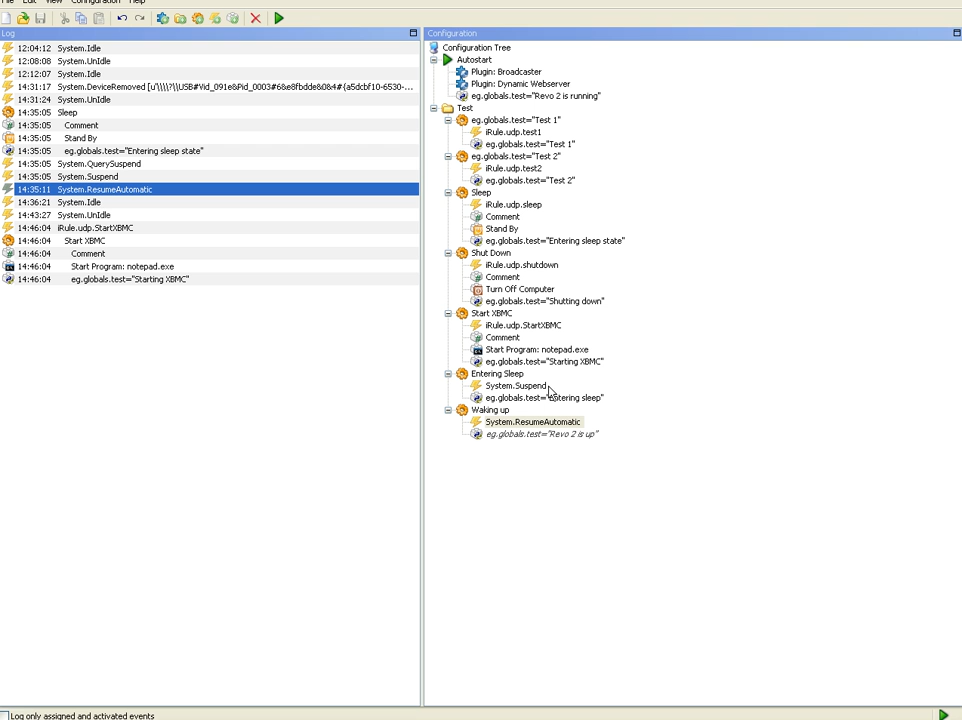 File Edit View Configuration Help
Log
12:04:12 System.Idle
12:08:08 System.UnIdle
12:12:07 System.Idle
14:31:17 System.DeviceRemoved [u'\\\\?\\USB#Vid_091e&Pid_0003#6&e8fbdde&0&4#{a5dcbf10-6530-...
14:31:24 System.UnIdle
14:35:05 Sleep
14:35:05 Comment
14:35:05 Stand By
14:35:05 eg.globals.test="Entering sleep state"
14:35:05 System.QuerySuspend
14:35:05 System.Suspend
14:35:11 System.ResumeAutomatic
14:36:21 System.Idle
14:43:27 System.UnIdle
14:46:04 iRule.udp.StartXBMC
14:46:04 Start XBMC
14:46:04 Comment
14:46:04 Start Program: notepad.exe
14:46:04 eg.globals.test="Starting XBMC"
Log only assigned and activated events
Configuration
Configuration Tree
Autostart
Plugin: Broadcaster
Plugin: Dynamic Webserver
eg.globals.test="Revo 2 is running"
Test
eg.globals.test="Test 1"
iRule.udp.test1
eg.globals.test="Test 1"
eg.globals.test="Test 2"
iRule.udp.test2
eg.globals.test="Test 2"
Sleep
iRule.udp.sleep
Comment
Stand By
eg.globals.test="Entering sleep state"
Shut Down
iRule.udp.shutdown
Comment
Turn Off Computer
eg.globals.test="Shutting down"
Start XBMC
iRule.udp.StartXBMC
Comment
Start Program: notepad.exe
eg.globals.test="Starting XBMC"
Entering Sleep
System.Suspend
eg.globals.test="Entering sleep"
Waking up
System.ResumeAutomatic
eg.globals.test="Revo 2 is up"